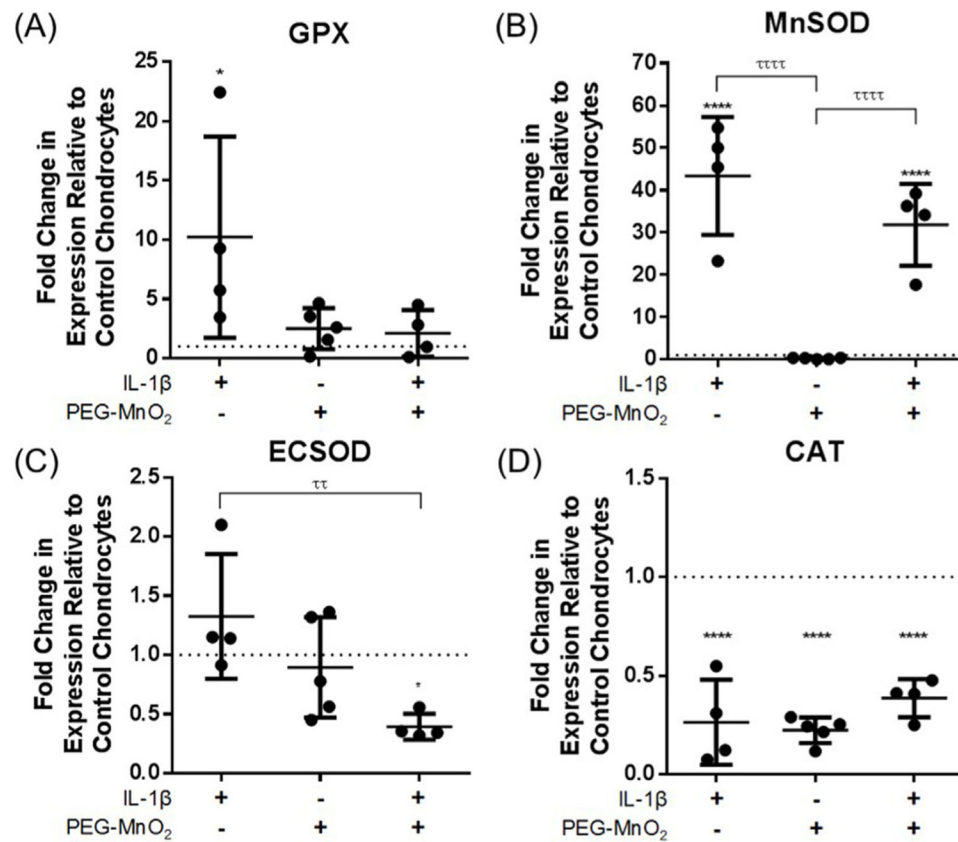 (A)
GPX
Fold Change in
Expression Relative to
Control Chondrocytes
25
20
15
10
5
0
*
IL-1β + - +
PEG-MnO₂ - + +
(B)
MnSOD
Fold Change in
Expression Relative to
Control Chondrocytes
70
60
50
40
30
20
10
0
ττττ
ττττ
****
****
IL-1β + - +
PEG-MnO₂ - + +
(C)
ECSOD
Fold Change in
Expression Relative to
Control Chondrocytes
2.5
2.0
1.5
1.0
0.5
0.0
ττ
*
IL-1β + - +
PEG-MnO₂ - + +
(D)
CAT
Fold Change in
Expression Relative to
Control Chondrocytes
1.5
1.0
0.5
0.0
**** **** ****
IL-1β + - +
PEG-MnO₂ - + +